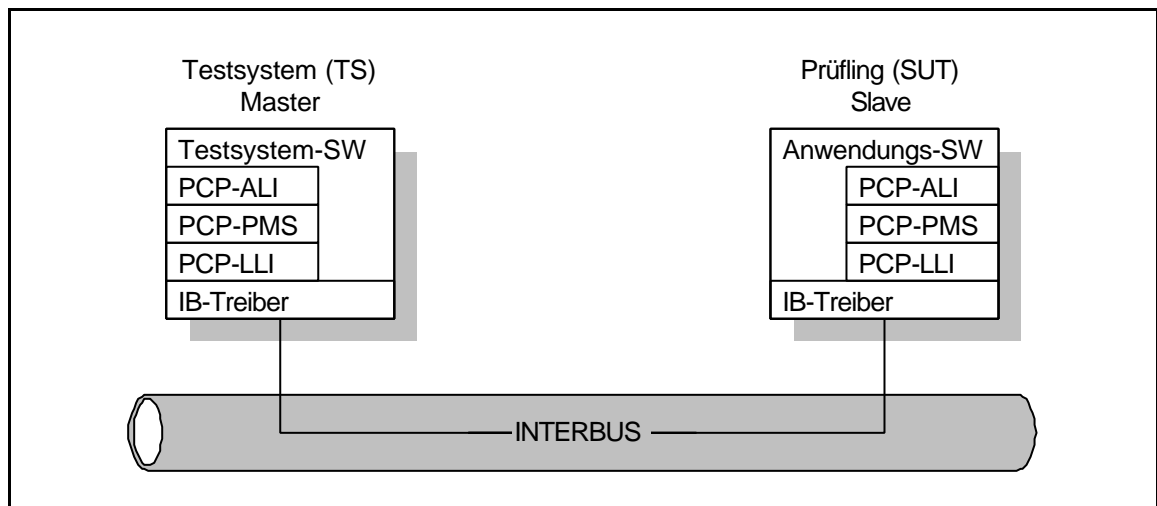 Testsystem (TS)
Master
Testsystem-SW
PCP-ALI
PCP-PMS
PCP-LLI
IB-Treiber
Prüfling (SUT)
Slave
Anwendungs-SW
PCP-ALI
PCP-PMS
PCP-LLI
IB-Treiber
INTERBUS